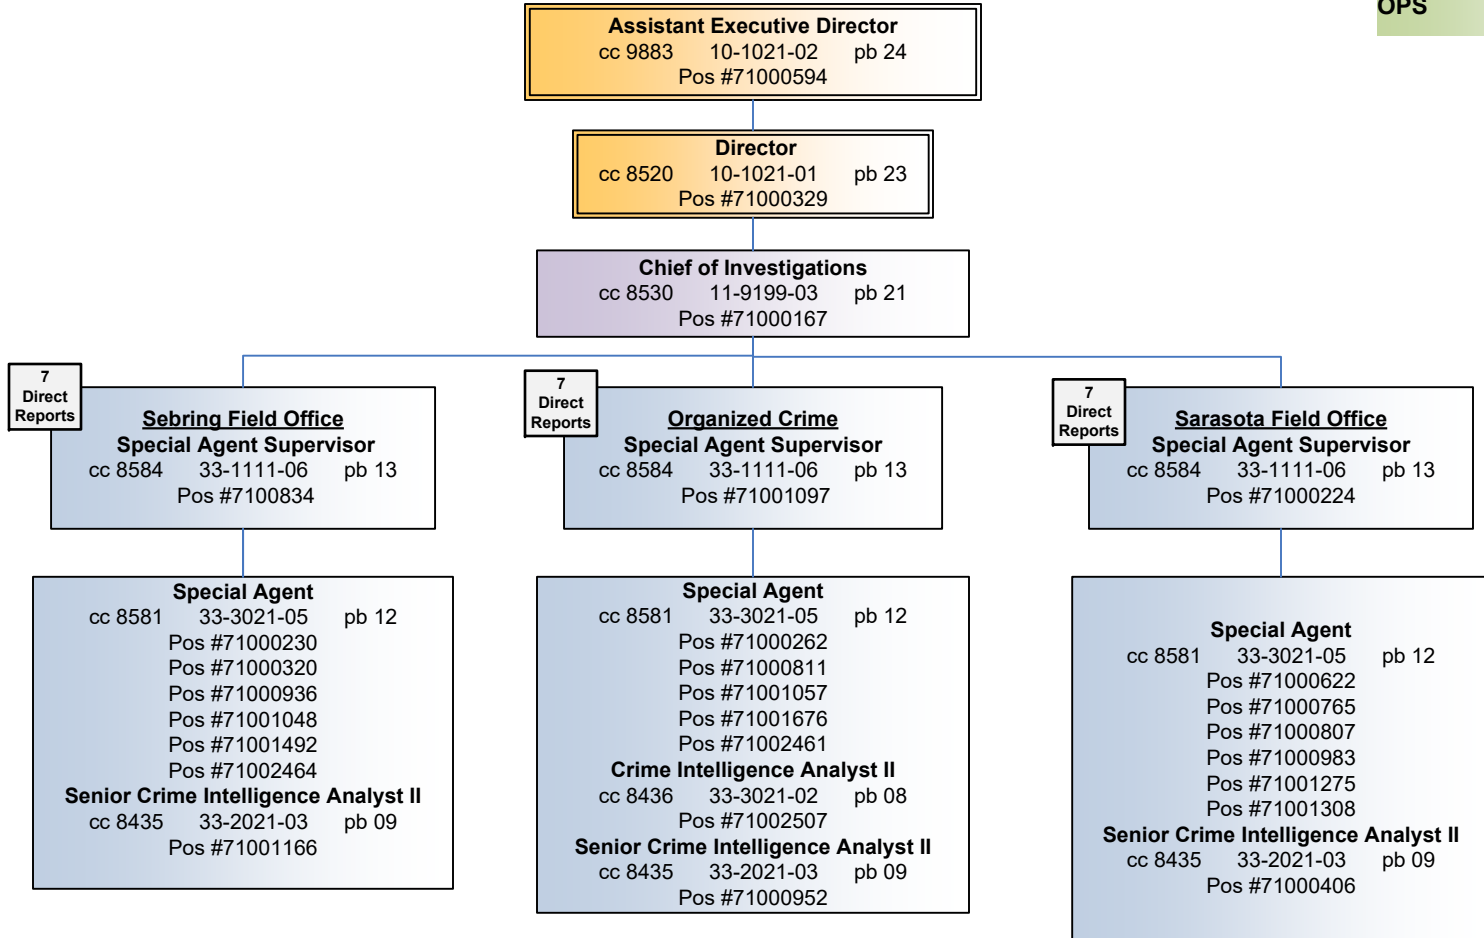 OPS
Assistant Executive Director
cc 9883 10-1021-02 pb 24
Pos #71000594
Director
cc 8520 10-1021-01 pb 23
Pos #71000329
Chief of Investigations
cc 8530 11-9199-03 pb 21
Pos #71000167
7
Direct
Reports
Sebring Field Office
Special Agent Supervisor
cc 8584 33-1111-06 pb 13
Pos #7100834
Special Agent
cc 8581 33-3021-05 pb 12
Pos #71000230
Pos #71000320
Pos #71000936
Pos #71001048
Pos #71001492
Pos #71002464
Senior Crime Intelligence Analyst II
cc 8435 33-2021-03 pb 09
Pos #71001166
7
Direct
Reports
Organized Crime
Special Agent Supervisor
cc 8584 33-1111-06 pb 13
Pos #71001097
Special Agent
cc 8581 33-3021-05 pb 12
Pos #71000262
Pos #71000811
Pos #71001057
Pos #71001676
Pos #71002461
Crime Intelligence Analyst II
cc 8436 33-3021-02 pb 08
Pos #71002507
Senior Crime Intelligence Analyst II
cc 8435 33-2021-03 pb 09
Pos #71000952
7
Direct
Reports
Sarasota Field Office
Special Agent Supervisor
cc 8584 33-1111-06 pb 13
Pos #71000224
Special Agent
cc 8581 33-3021-05 pb 12
Pos #71000622
Pos #71000765
Pos #71000807
Pos #71000983
Pos #71001275
Pos #71001308
Senior Crime Intelligence Analyst II
cc 8435 33-2021-03 pb 09
Pos #71000406